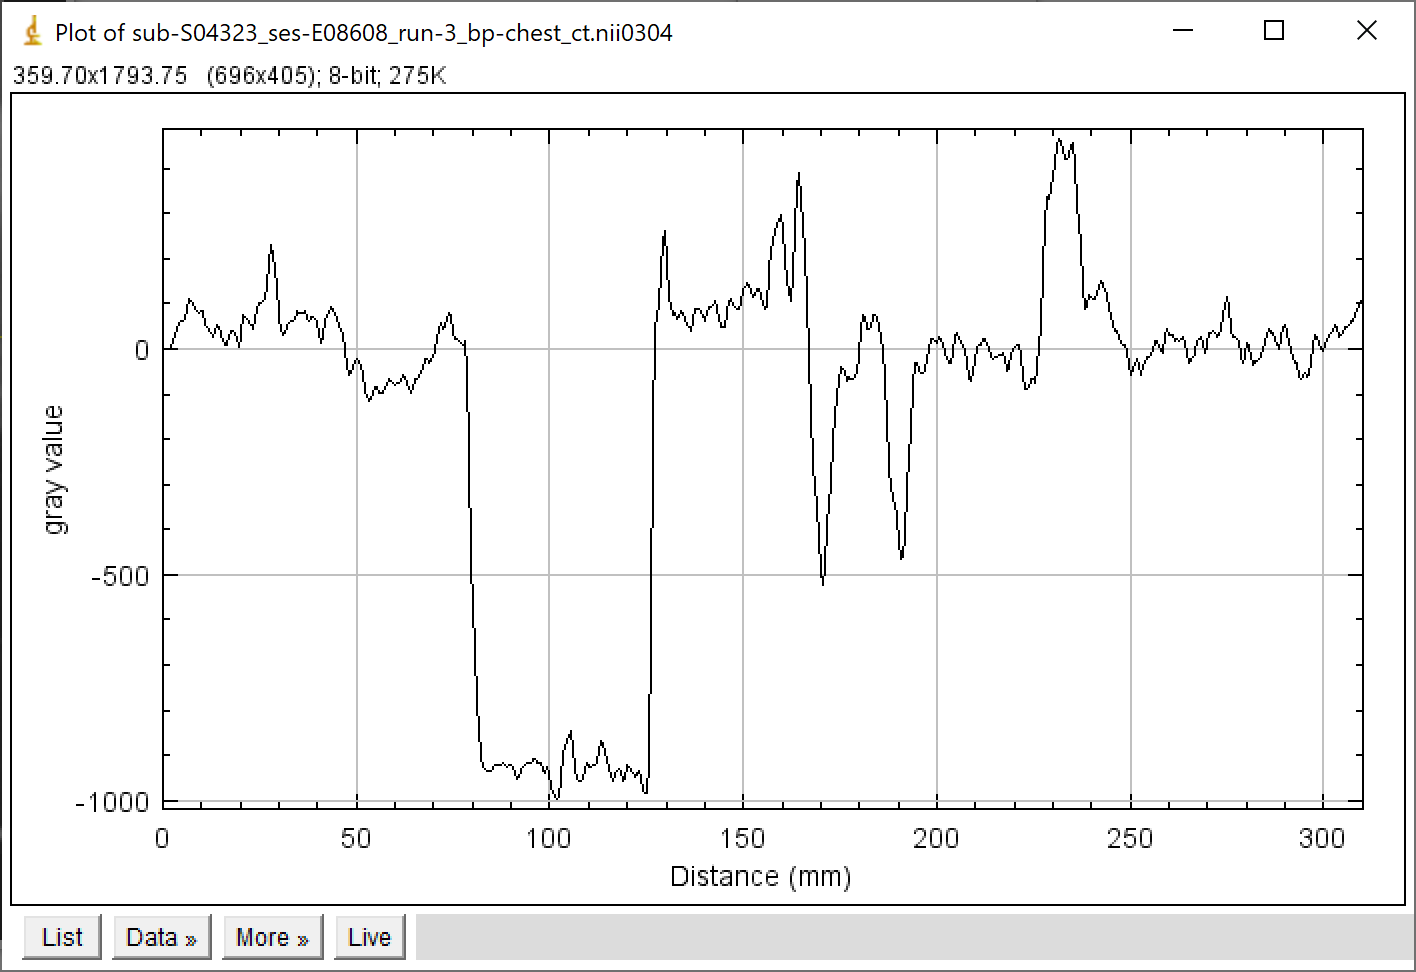 Plot of sub-S04323_ses-E08608_run-3_bp-chest_ct.nii0304
359.70x1793.75 (696x405); 8-bit; 275K
0
-500
-1000
gray value
0 50 100 150 200 250 300
Distance (mm)
List Data » More » Live